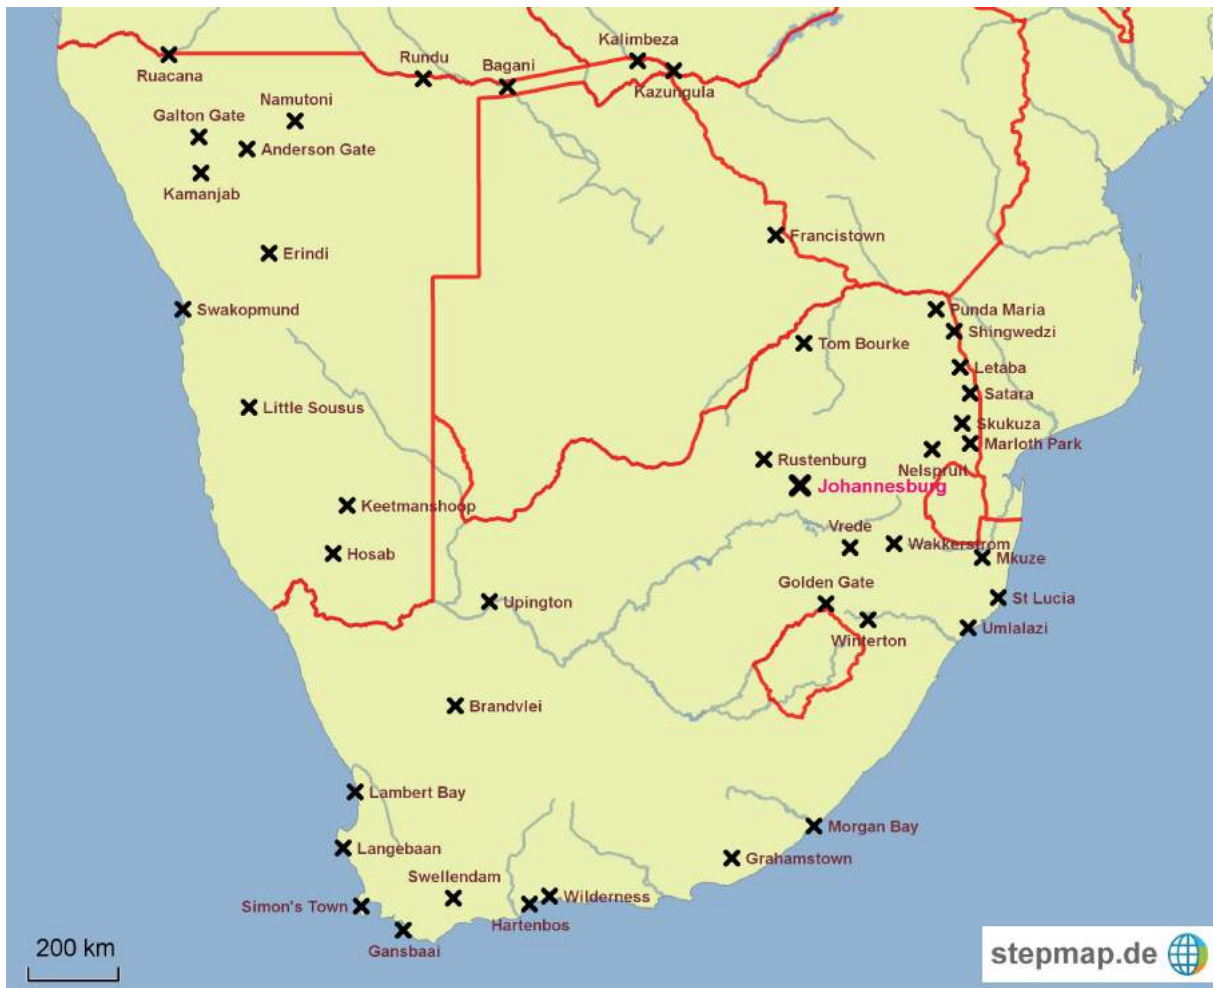 Kalimbeza
Ruacana
Rundu
Bagani
Kazungula
Namutoni
Galton Gate
Anderson Gate
Kamanjab
Francistown
Erindi
Swakopmund
Punda Maria
Shingwedzi
Tom Bourke
Letaba
Satara
Little Sousus
Skukuza
Marloth Park
Rustenburg
Nelspruit
Johannesburg
Keetmanshoop
Vrede
Wakkerstrom
Hosab
Mkuze
Golden Gate
Upington
St Lucia
Umlalazi
Winterton
Brandvlei
Lambert Bay
Morgan Bay
Langebaan
Grahamstown
Swellendam
Wilderness
Simon's Town
Hartenbos
Gansbaai
200 km
stepmap.de